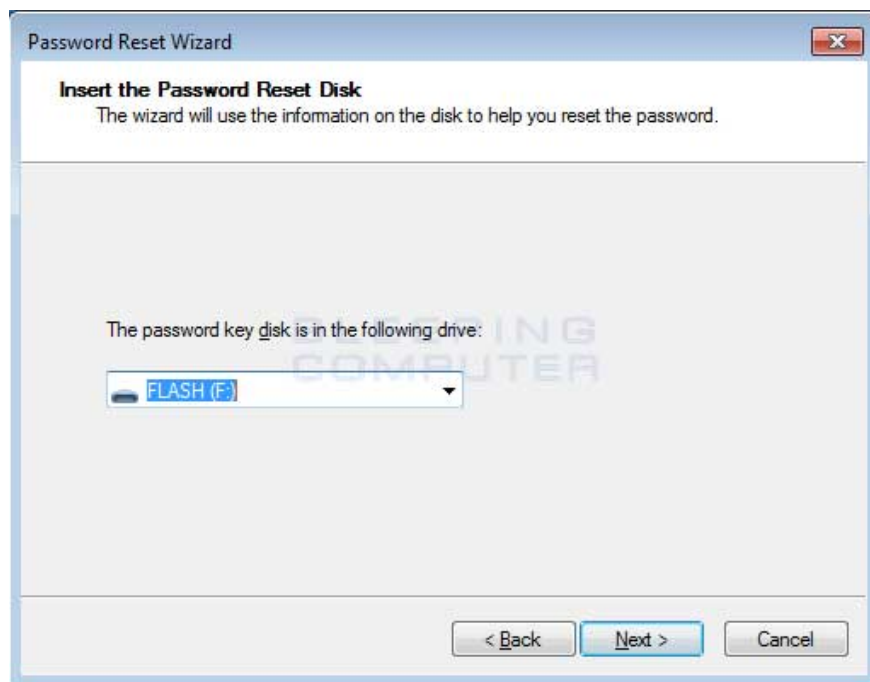 Password Reset Wizard
Insert the Password Reset Disk
The wizard will use the information on the disk to help you reset the password.
The password key disk is in the following drive:
BLEEPING
COMPUTER
FLASH (F:)
< Back
Next >
Cancel